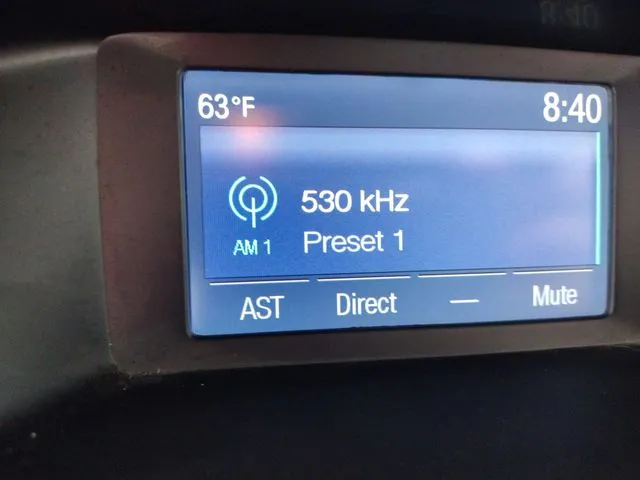 63°F 8:40
530 kHz
AM 1 Preset 1
AST Direct — Mute